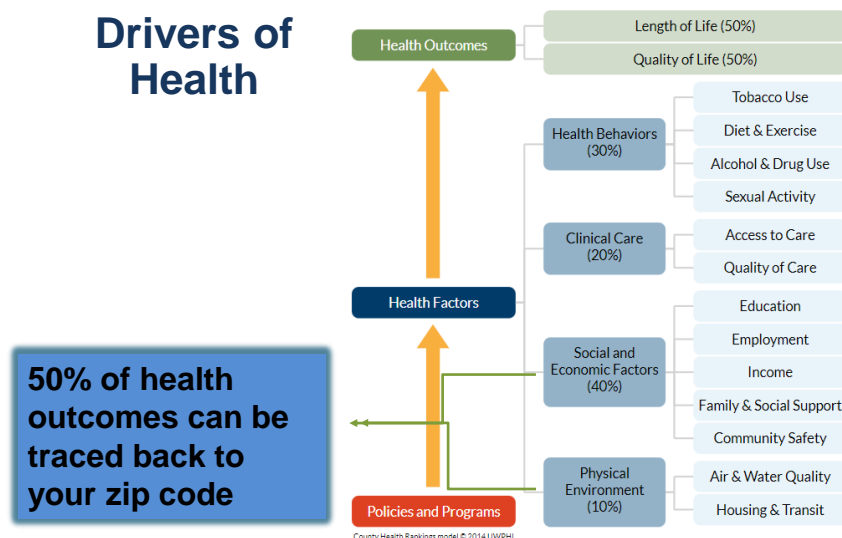 Drivers of
Health
Health Outcomes
Length of Life (50%)
Quality of Life (50%)
Health Behaviors
(30%)
Tobacco Use
Diet & Exercise
Alcohol & Drug Use
Sexual Activity
Clinical Care
(20%)
Access to Care
Quality of Care
Health Factors
Social and
Economic Factors
(40%)
Education
Employment
Income
Family & Social Support
Community Safety
50% of health
outcomes can be
traced back to
your zip code
Physical
Environment
(10%)
Air & Water Quality
Housing & Transit
Policies and Programs
County Health Rankings model © 2014 UWPHI